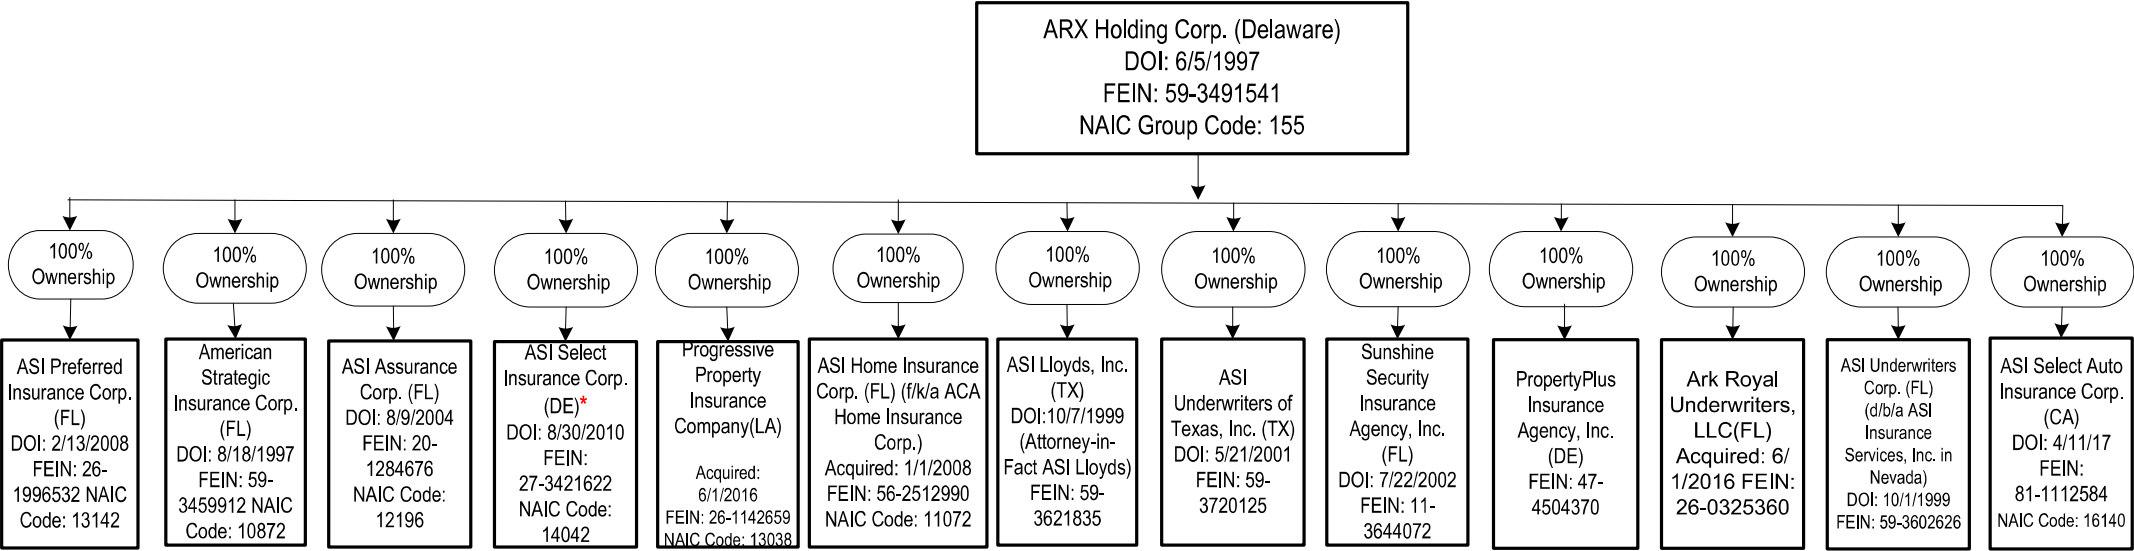 ARX Holding Corp. (Delaware)
DOI: 6/5/1997
FEIN: 59-3491541
NAIC Group Code: 155
100%
Ownership
100%
Ownership
100%
Ownership
100%
Ownership
100%
Ownership
100%
Ownership
100%
Ownership
100%
Ownership
100%
Ownership
100%
Ownership
100%
Ownership
100%
Ownership
100%
Ownership
ASI Preferred
Insurance Corp.
(FL)
DOI: 2/13/2008
FEIN: 26-
1996532 NAIC
Code: 13142
American
Strategic
Insurance Corp.
(FL)
DOI: 8/18/1997
FEIN: 59-
3459912 NAIC
Code: 10872
ASI Assurance
Corp. (FL)
DOI: 8/9/2004
FEIN: 20-
1284676
NAIC Code:
12196
ASI Select
Insurance Corp.
(DE)*
DOI: 8/30/2010
FEIN:
27-3421622
NAIC Code:
14042
Progressive
Property
Insurance
Company(LA)
Acquired:
6/1/2016
FEIN: 26-1142659
NAIC Code: 13038
ASI Home Insurance
Corp. (FL) (f/k/a ACA
Home Insurance
Corp.)
Acquired: 1/1/2008
FEIN: 56-2512990
NAIC Code: 11072
ASI Lloyds, Inc.
(TX)
DOI:10/7/1999
(Attorney-in-
Fact ASI Lloyds)
FEIN: 59-
3621835
ASI
Underwriters of
Texas, Inc. (TX)
DOI: 5/21/2001
FEIN: 59-
3720125
Sunshine
Security
Insurance
Agency, Inc.
(FL)
DOI: 7/22/2002
FEIN: 11-
3644072
PropertyPlus
Insurance
Agency, Inc.
(DE)
FEIN: 47-
4504370
Ark Royal
Underwriters,
LLC(FL)
Acquired: 6/
1/2016 FEIN:
26-0325360
ASI Underwriters
Corp. (FL)
(d/b/a ASI
Insurance
Services, Inc. in
Nevada)
DOI: 10/1/1999
FEIN: 59-3602626
ASI Select Auto
Insurance Corp.
(CA)
DOI: 4/11/17
FEIN:
81-1112584
NAIC Code: 16140